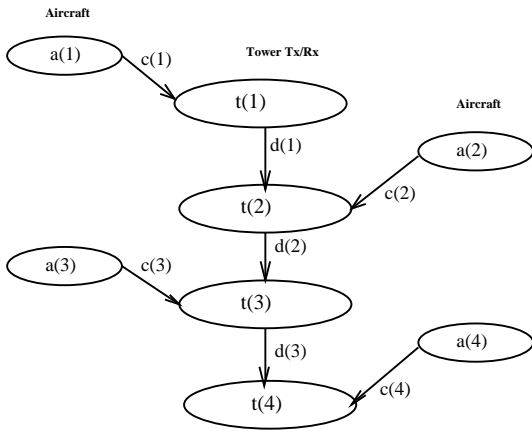 Aircraft
a(1)
c(1)
Tower Tx/Rx
t(1)
d(1)
Aircraft
a(2)
c(2)
t(2)
d(2)
a(3)
c(3)
t(3)
d(3)
a(4)
c(4)
t(4)